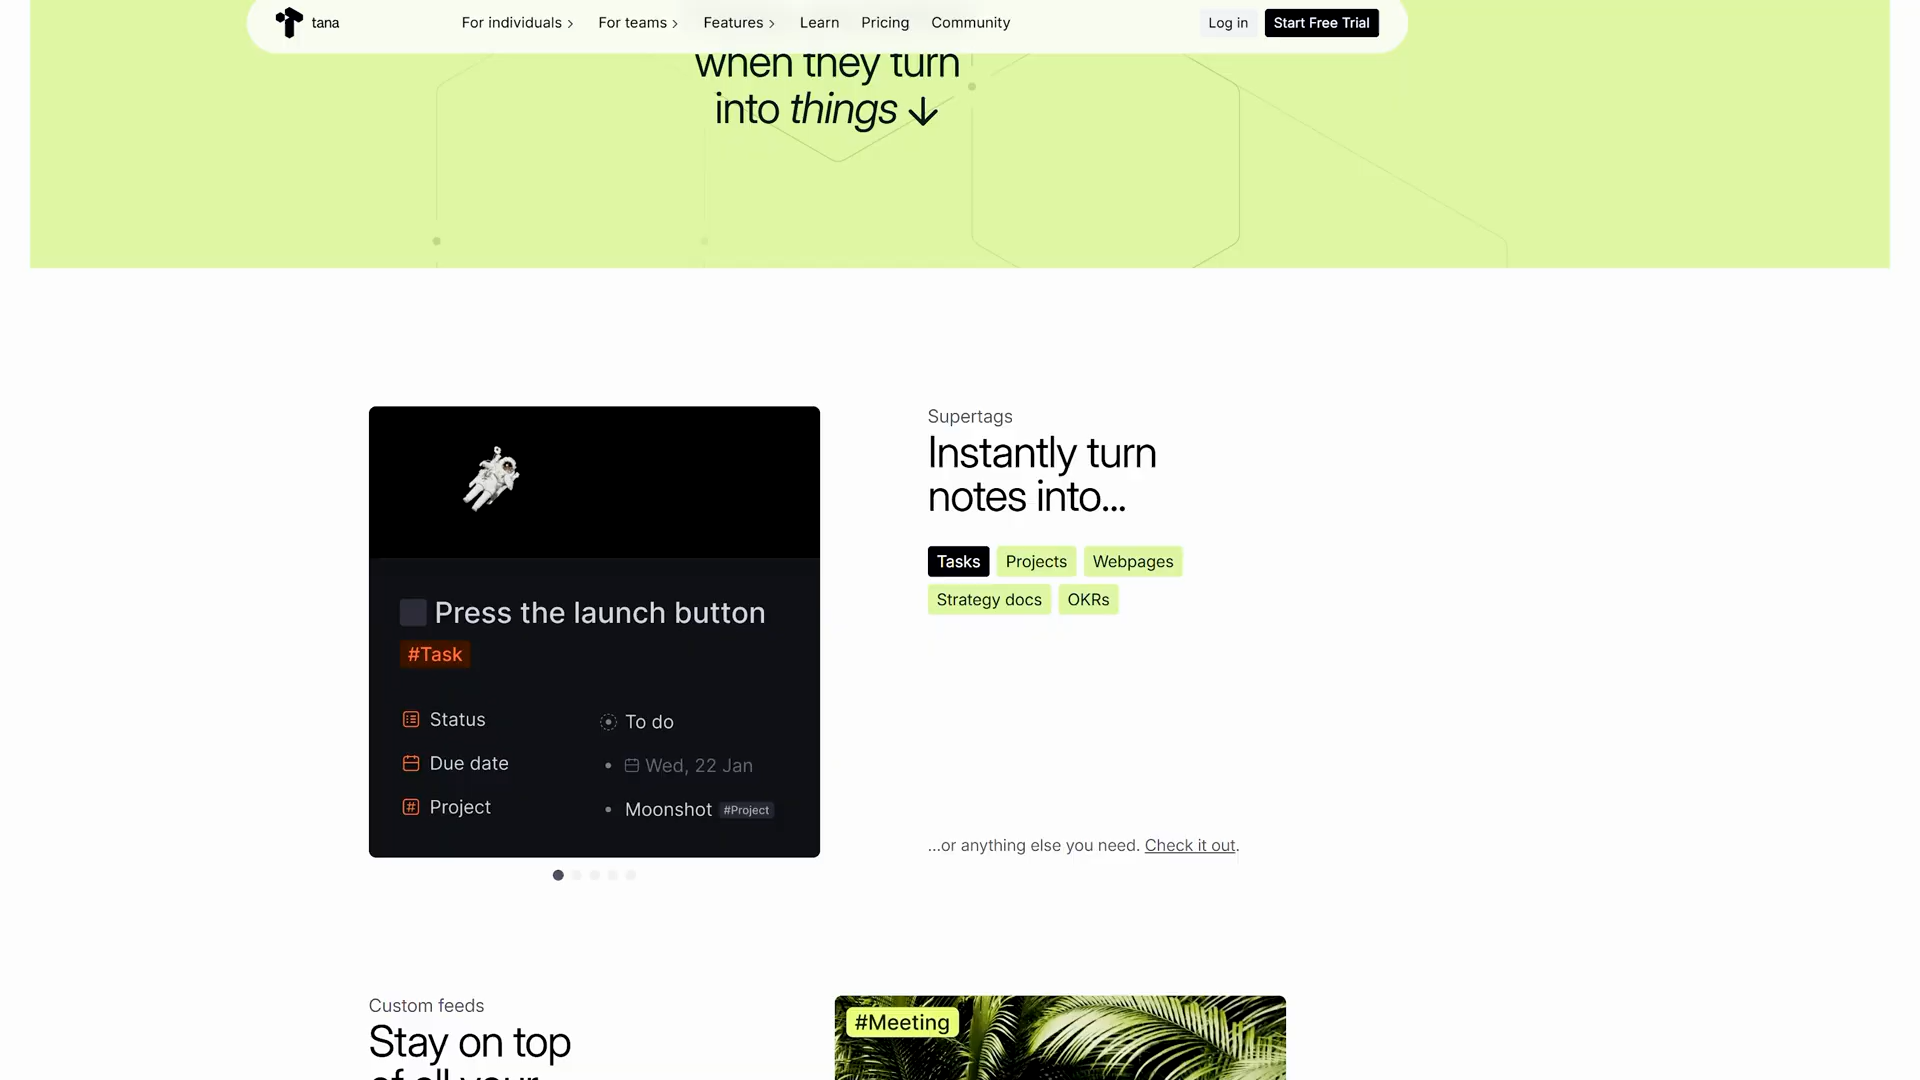 tana
For individuals
For teams
Features
Learn
Pricing
Community
Log in
Start Free Trial
when they turn
into things ↓
Supertags
Instantly turn
notes into...
Tasks
Projects
Webpages
Strategy docs
OKRs
Press the launch button
#Task
Status
To do
Due date
Wed, 22 Jan
Project
Moonshot #Project
...or anything else you need. Check it out.
Custom feeds
Stay on top
of all your
#Meeting